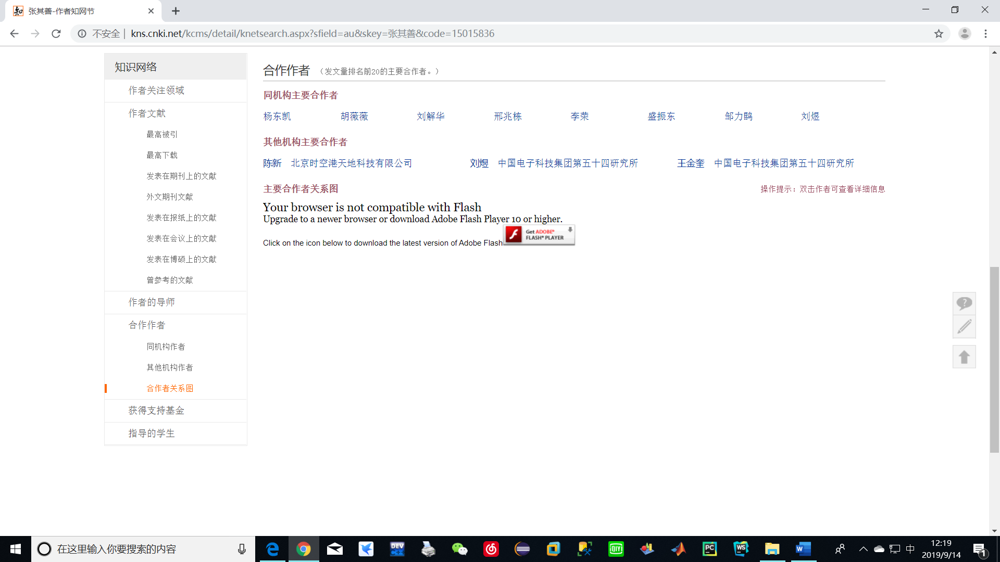 张其善-作者知网节
不安全 | kns.cnki.net/kcms/detail/knetsearch.aspx?sfield=au&skey=张其善&code=15015836
知识网络
作者关注领域
作者文献
最高被引
最高下载
发表在期刊上的文献
外文期刊文献
发表在报纸上的文献
发表在会议上的文献
发表在博硕上的文献
曾参考的文献
作者的导师
合作作者
同机构作者
其他机构作者
合作者关系图
获得支持基金
指导的学生
合作作者 （发文量排名前20的主要合作者。）
同机构主要合作者
杨东凯 胡薇薇 刘解华 邢兆栋 李荣 盛振东 邹力鹍 刘煜
其他机构主要合作者
陈新 北京时空港天地科技有限公司 刘煜 中国电子科技集团第五十四研究所 王金奎 中国电子科技集团第五十四研究所
主要合作者关系图 操作提示：双击作者可查看详细信息
Your browser is not compatible with Flash
Upgrade to a newer browser or download Adobe Flash Player 10 or higher.
Click on the icon below to download the latest version of Adobe Flash
Get ADOBE®
FLASH® PLAYER
在这里输入你要搜索的内容
DEV
QIY
PC
WS
W
中
12:19
2019/9/14
1